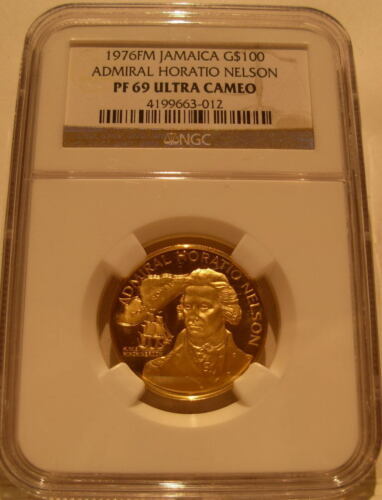 1976FM JAMAICA G$100
ADMIRAL HORATIO NELSON
PF 69 ULTRA CAMEO
4199663-012
NGC
ADMIRAL HORATIO NELSON